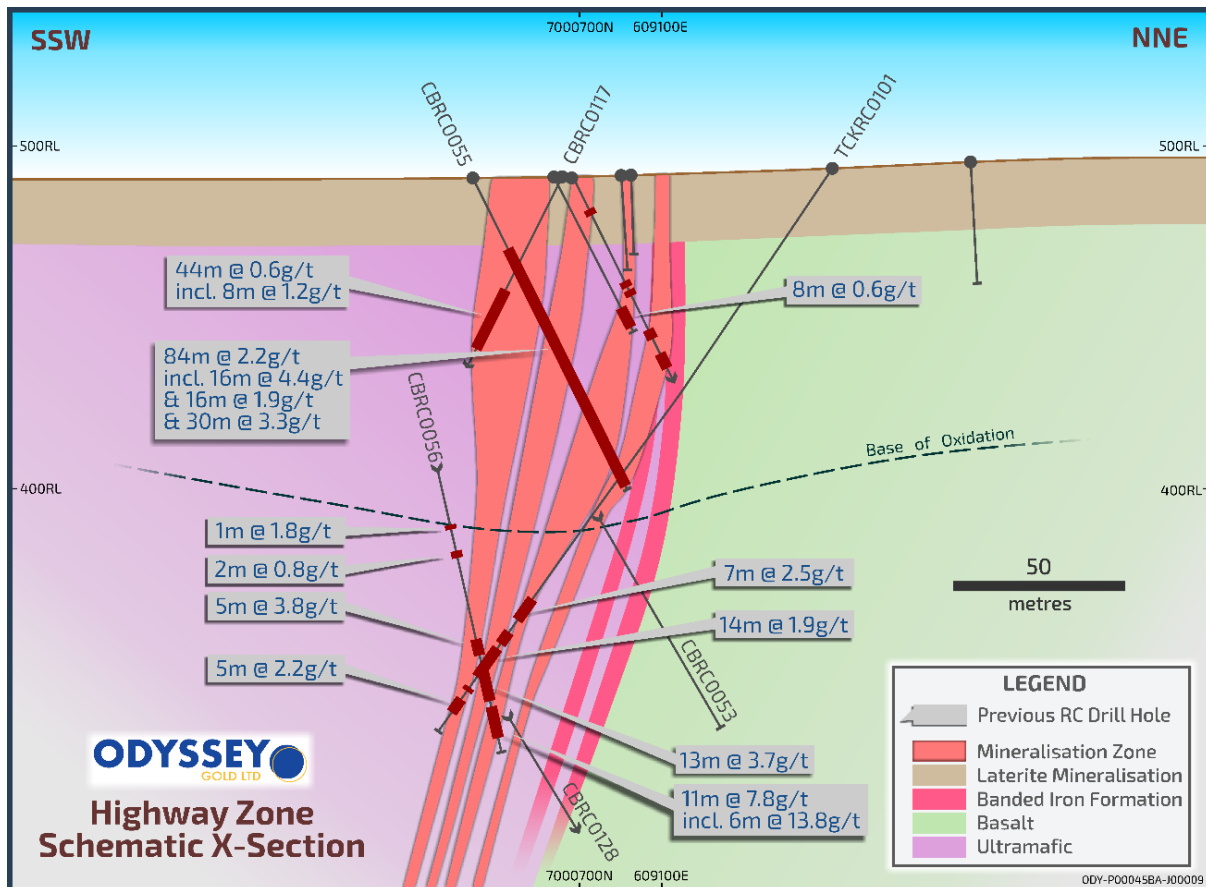 SSW
7000700N 609100E
NNE
500RL
500RL
CBRC0055
CBRC0117
TCKRC0101
44m @ 0.6g/t
incl. 8m @ 1.2g/t
8m @ 0.6g/t
84m @ 2.2g/t
incl. 16m @ 4.4g/t
& 16m @ 1.9g/t
& 30m @ 3.3g/t
CBRC0056
Base of Oxidation
400RL
400RL
1m @ 1.8g/t
2m @ 0.8g/t
5m @ 3.8g/t
5m @ 2.2g/t
7m @ 2.5g/t
14m @ 1.9g/t
50
metres
CBRC0053
13m @ 3.7g/t
11m @ 7.8g/t
incl. 6m @ 13.8g/t
CBRC0128
ODYSSEY
GOLD LTD
Highway Zone
Schematic X-Section
LEGEND
Previous RC Drill Hole
Mineralisation Zone
Laterite Mineralisation
Banded Iron Formation
Basalt
Ultramafic
7000700N 609100E
ODY-P00045BA-J00009